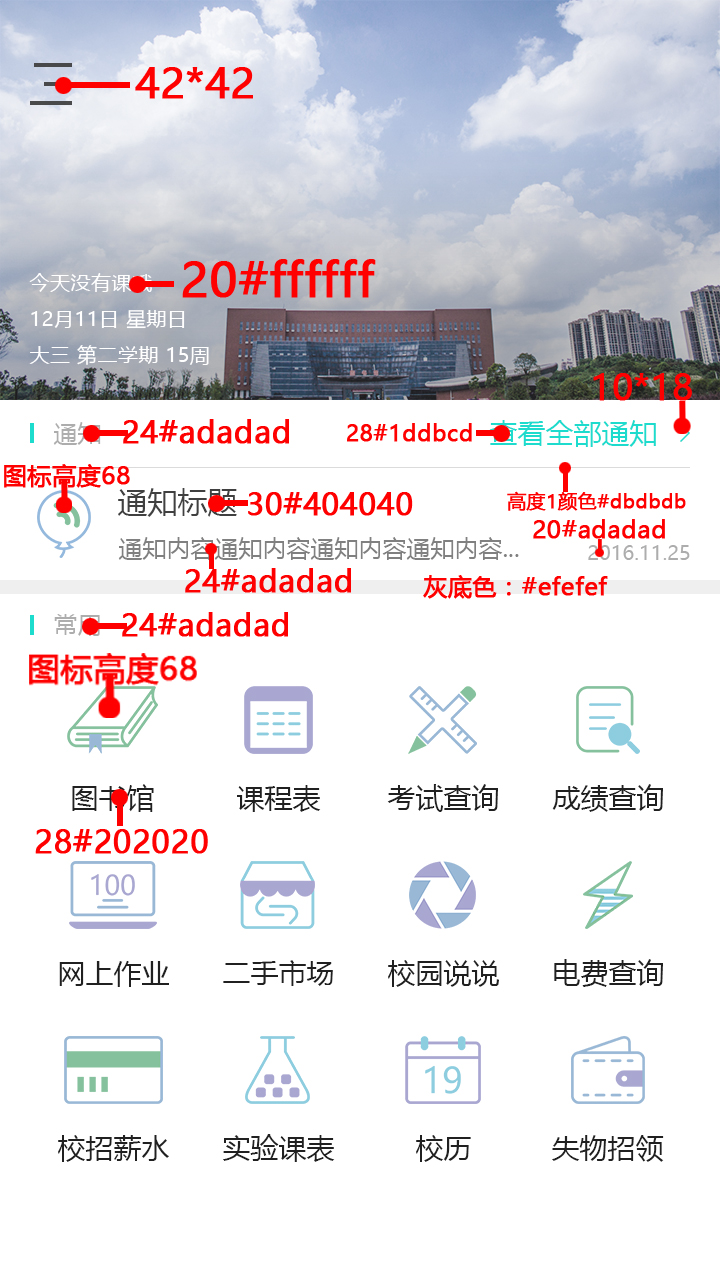 42*42
今天没有课哦 20#ffffff
12月11日 星期日
大三 第二学期 15周
10*18
通知 24#adadad 28#1ddbcd 查看全部通知
图标高度68
通知标题 30#404040 高度1颜色#dbdbdb
20#adadad
通知内容通知内容通知内容通知内容... 2016.11.25
24#adadad 灰底色：#efefef
常用 24#adadad
图标高度68
图书馆 课程表 考试查询 成绩查询
28#202020
100
网上作业 二手市场 校园说说 电费查询
19
校招薪水 实验课表 校历 失物招领